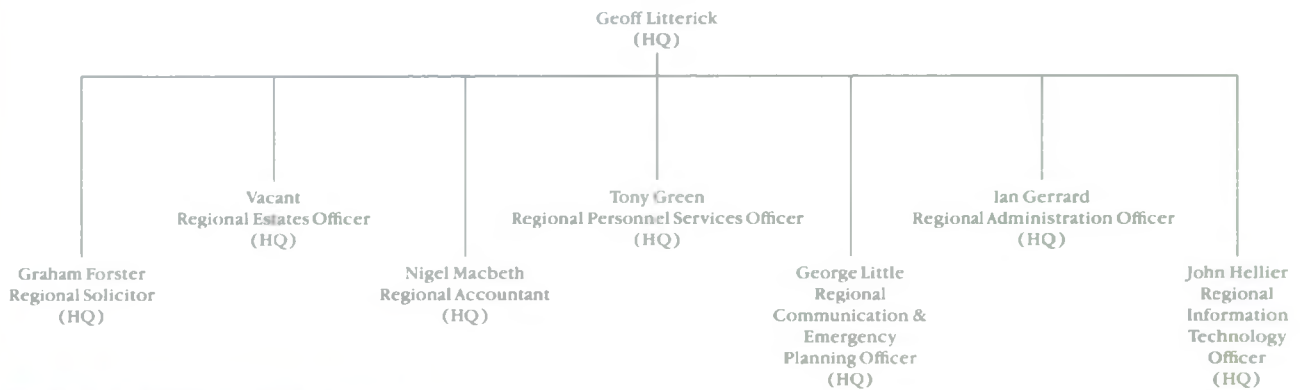 Geoff Litterick
(HQ)
Vacant
Regional Estates Officer
(HQ)
Tony Green
Regional Personnel Services Officer
(HQ)
Ian Gerrard
Regional Administration Officer
(HQ)
Graham Forster
Regional Solicitor
(HQ)
Nigel Macbeth
Regional Accountant
(HQ)
George Little
Regional
Communication &
Emergency
Planning Officer
(HQ)
John Hellier
Regional
Information
Technology
Officer
(HQ)